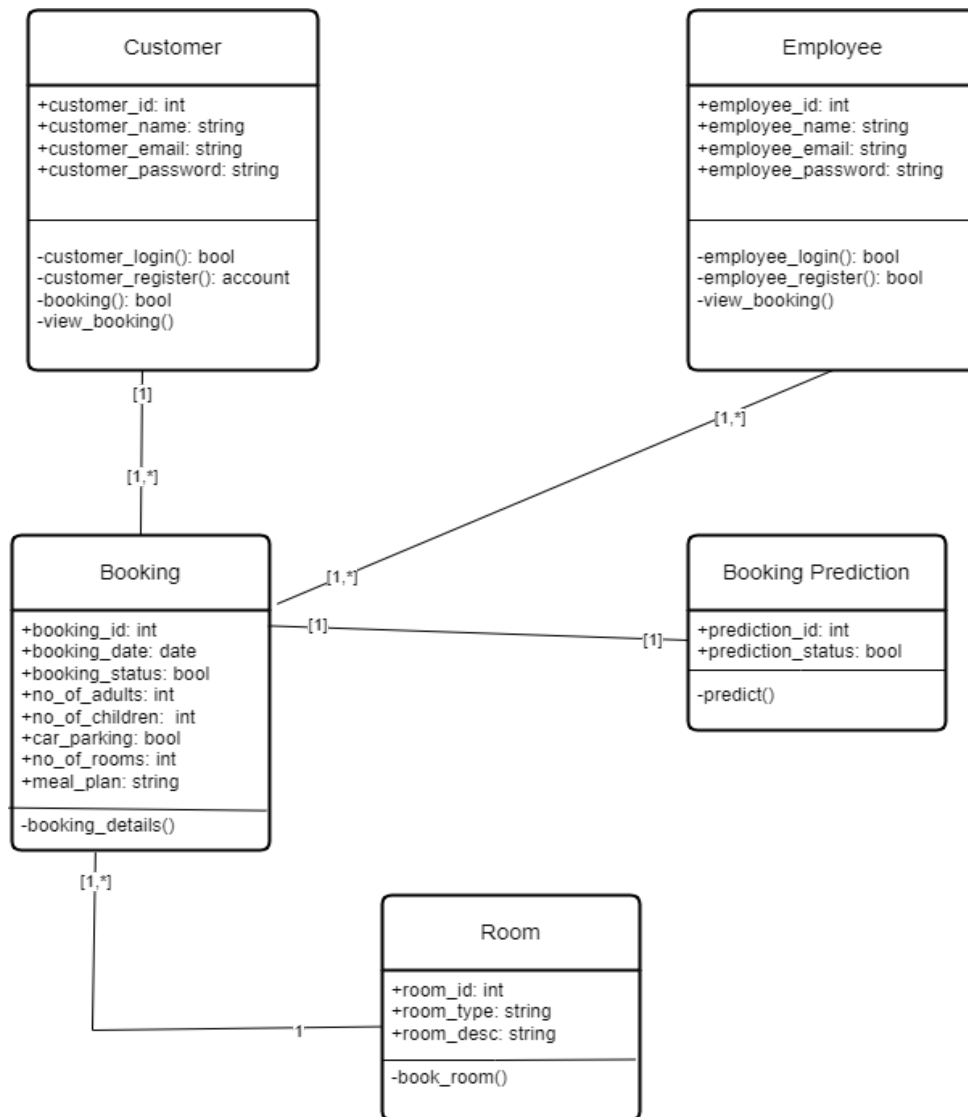 Customer
+customer_id: int
+customer_name: string
+customer_email: string
+customer_password: string
-customer_login(): bool
-customer_register(): account
-booking(): bool
-view_booking()
Employee
+employee_id: int
+employee_name: string
+employee_email: string
+employee_password: string
-employee_login(): bool
-employee_register(): bool
-view_booking()
[1]
[1,*]
[1,*]
[1,*]
Booking
+booking_id: int
+booking_date: date
+booking_status: bool
+no_of_adults: int
+no_of_children:  int
+car_parking: bool
+no_of_rooms: int
+meal_plan: string
-booking_details()
[1]
[1]
Booking Prediction
+prediction_id: int
+prediction_status: bool
-predict()
[1,*]
1
Room
+room_id: int
+room_type: string
+room_desc: string
-book_room()